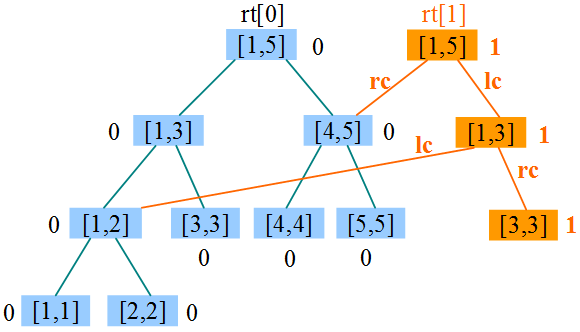 rt[0] rt[1]
[1,5] 0 [1,5] 1
rc lc
0 [1,3] [4,5] 0 [1,3] 1
lc rc
0 [1,2] [3,3] [4,4] [5,5] [3,3] 1
0 0 0
0 [1,1] [2,2] 0